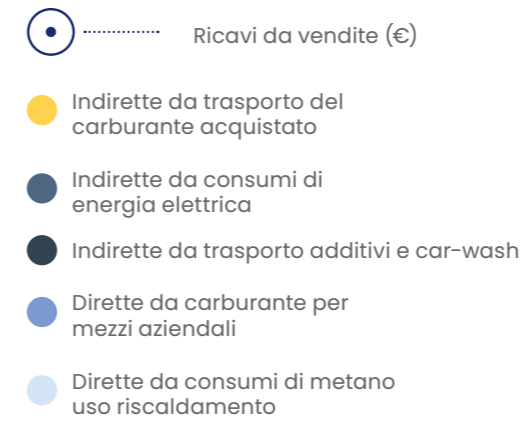 Ricavi da vendite (€)
Indirette da trasporto del
carburante acquistato
Indirette da consumi di
energia elettrica
Indirette da trasporto additivi e car-wash
Dirette da carburante per
mezzi aziendali
Dirette da consumi di metano
uso riscaldamento